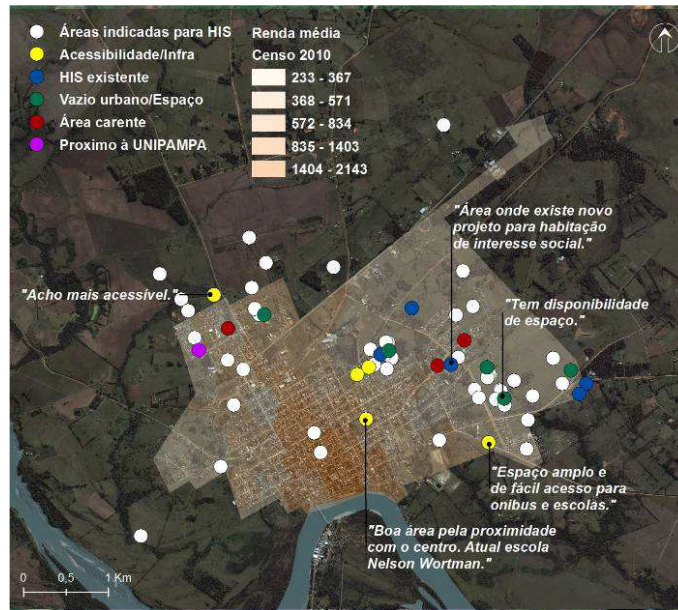 Áreas indicadas para HIS
Acessibilidade/Infra
HIS existente
Vazio urbano/Espaço
Área carente
Proximo à UNIPAMPA
Renda média
Censo 2010
233 - 367
368 - 571
572 - 834
835 - 1403
1404 - 2143
"Área onde existe novo
projeto para habitação
de interesse social."
"Acho mais acessível."
"Tem disponibilidade
de espaço."
"Espaço amplo e
de fácil acesso para
onibus e escolas."
"Boa área pela proximidade
com o centro. Atual escola
Nelson Wortman."
0 0,5 1 Km